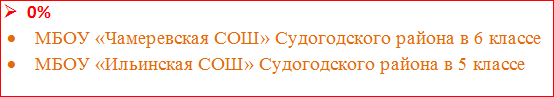 ➢ 0%
• МБОУ «Чамеревская СОШ» Судогодского района в 6 классе
• МБОУ «Ильинская СОШ» Судогодского района в 5 классе